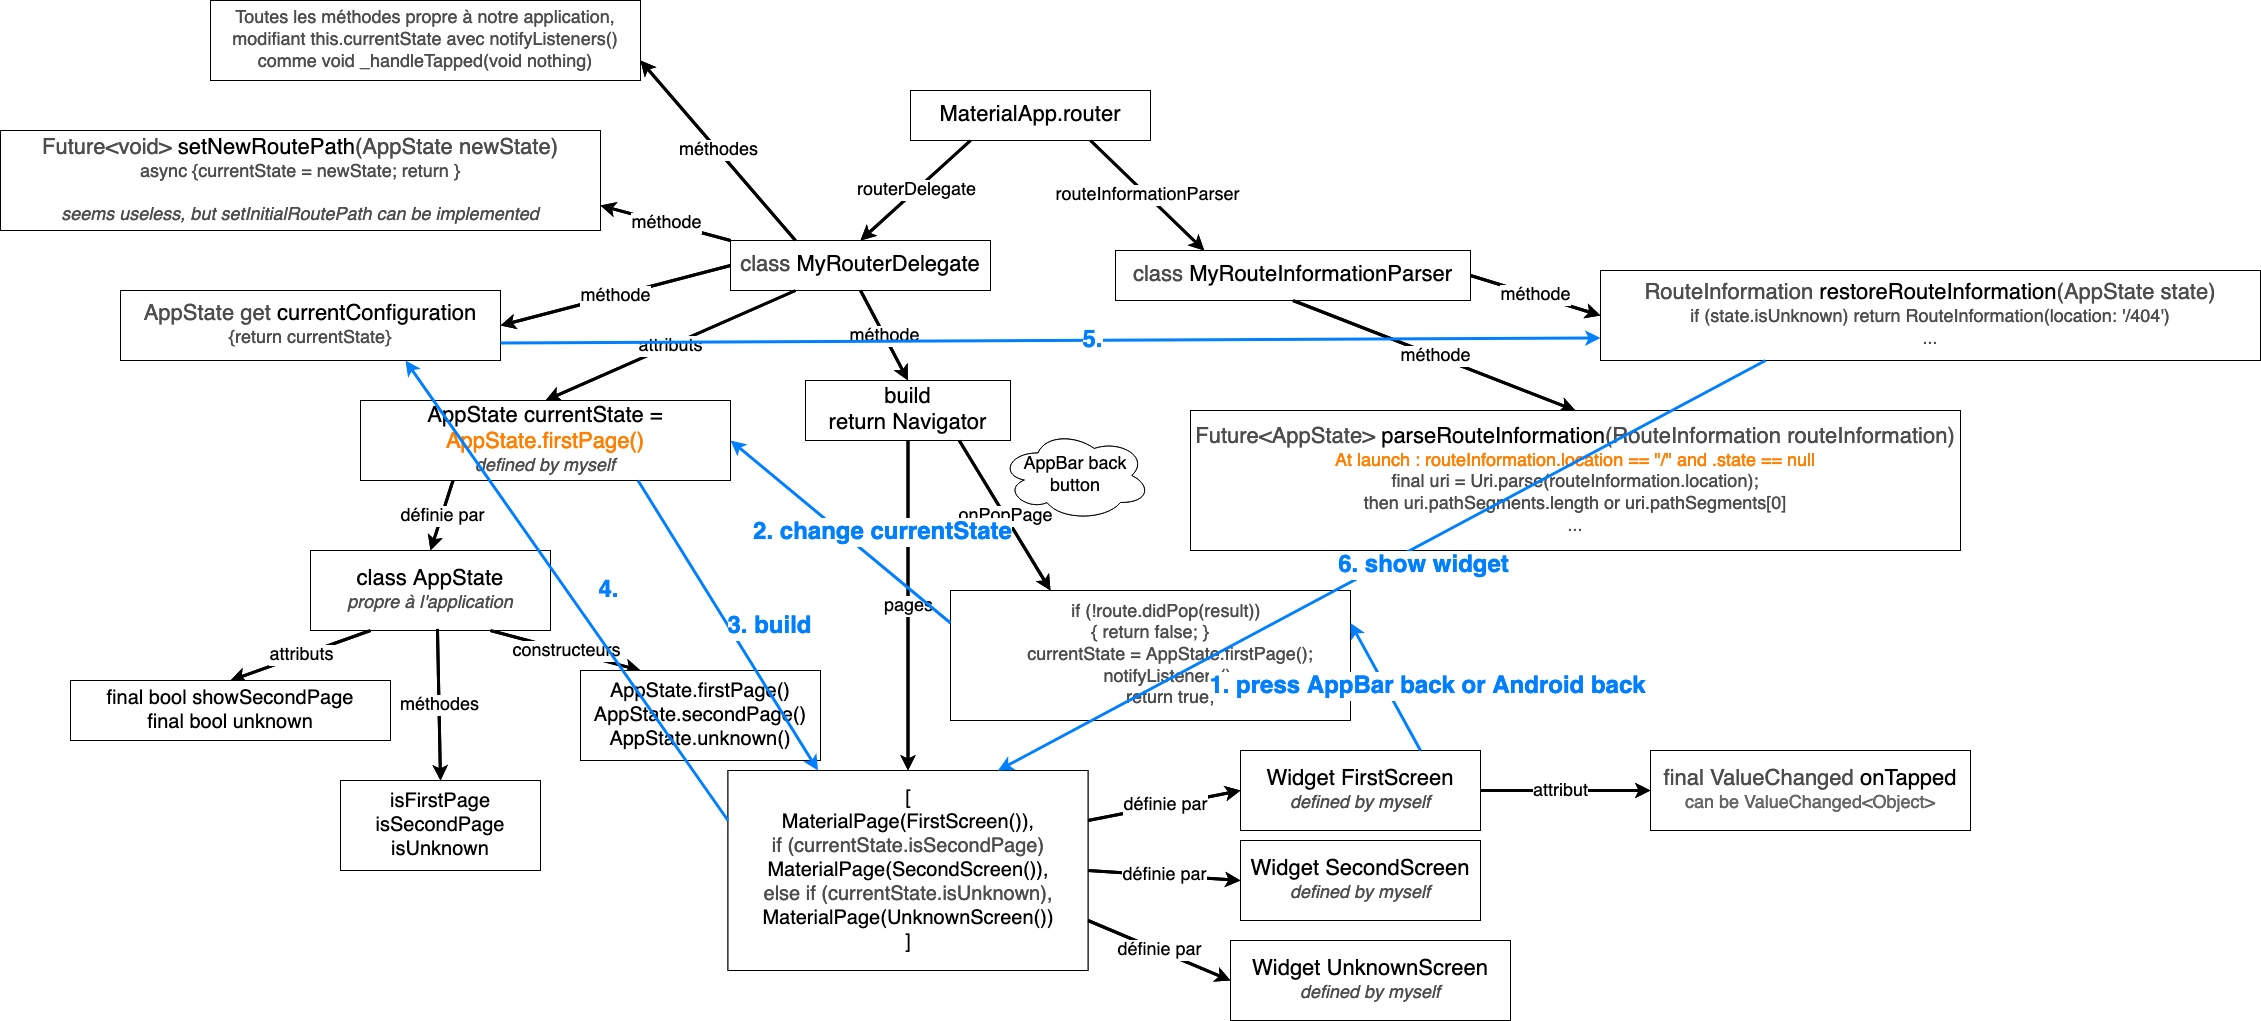 Toutes les méthodes propre à notre application,
modifiant this.currentState avec notifyListeners()
comme void _handleTapped(void nothing)
MaterialApp.router
Future<void> setNewRoutePath(AppState newState)
async {currentState = newState; return }
seems useless, but setInitialRoutePath can be implemented
méthodes
routerDelegate
routeInformationParser
méthode
class MyRouterDelegate
class MyRouteInformationParser
méthode
méthode
RouteInformation restoreRouteInformation(AppState state)
if (state.isUnknown) return RouteInformation(location: '/404')
...
AppState get currentConfiguration
{return currentState}
attributs
méthode
5.
méthode
AppState currentState =
AppState.firstPage()
defined by myself
build
return Navigator
AppBar back
button
Future<AppState> parseRouteInformation(RouteInformation routeInformation)
At launch : routeInformation.location == "/" and .state == null
final uri = Uri.parse(routeInformation.location);
then uri.pathSegments.length or uri.pathSegments[0]
...
définie par
onPopPage
2. change currentState
6. show widget
class AppState
propre à l'application
4.
3. build
pages
if (!route.didPop(result))
{ return false; }
currentState = AppState.firstPage();
notifyListener ()
return true;
1. press AppBar back or Android back
attributs
constructeurs
final bool showSecondPage
final bool unknown
méthodes
AppState.firstPage()
AppState.secondPage()
AppState.unknown()
isFirstPage
isSecondPage
isUnknown
[
MaterialPage(FirstScreen()),
if (currentState.isSecondPage)
MaterialPage(SecondScreen()),
else if (currentState.isUnknown),
MaterialPage(UnknownScreen())
]
définie par
Widget FirstScreen
defined by myself
attribut
final ValueChanged onTapped
can be ValueChanged<Object>
définie par
Widget SecondScreen
defined by myself
définie par
Widget UnknownScreen
defined by myself